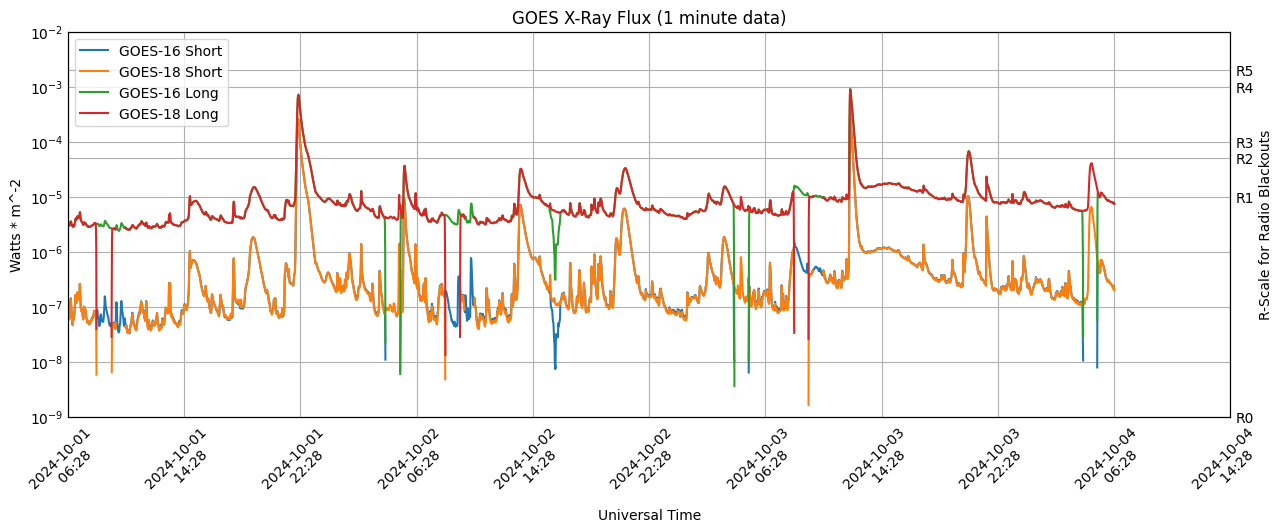 GOES X-Ray Flux (1 minute data)
GOES-16 Short
GOES-18 Short
GOES-16 Long
GOES-18 Long
Watts * m^-2
10^-2
10^-3
10^-4
10^-5
10^-6
10^-7
10^-8
10^-9
R5
R4
R3
R2
R1
R0
R-Scale for Radio Blackouts
2024-10-01
06:28
2024-10-01
14:28
2024-10-01
22:28
2024-10-02
06:28
2024-10-02
14:28
2024-10-02
22:28
2024-10-03
06:28
2024-10-03
14:28
2024-10-03
22:28
2024-10-04
06:28
2024-10-04
14:28
Universal Time